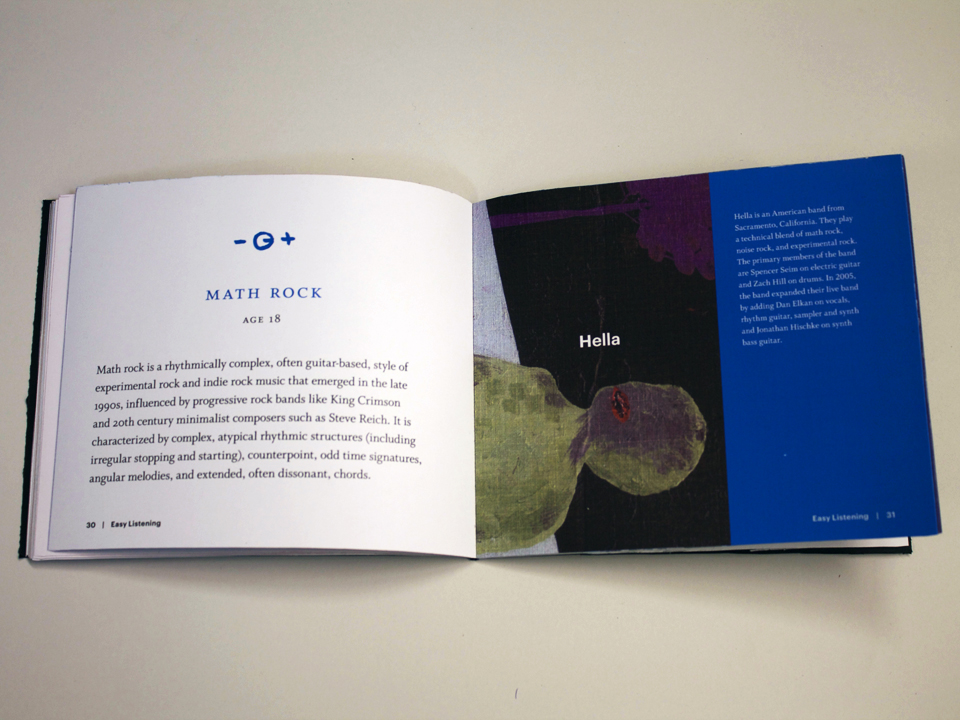 MATH ROCK
AGE 18
Math rock is a rhythmically complex, often guitar-based, style of
experimental rock and indie rock music that emerged in the late
1990s, influenced by progressive rock bands like King Crimson
and 20th century minimalist composers such as Steve Reich. It is
characterized by complex, atypical rhythmic structures (including
irregular stopping and starting), counterpoint, odd time signatures,
angular melodies, and extended, often dissonant, chords.
30 | Easy Listening
Hella
Hella is an American band from
Sacramento, California. They play
a technical blend of math rock,
noise rock, and experimental rock.
The primary members of the band
are Spencer Seim on electric guitar
and Zach Hill on drums. In 2005,
the band expanded their live band
by adding Dan Elkan on vocals,
rhythm guitar, sampler and synth
and Jonathan Hischke on synth
bass guitar.
Easy Listening | 31